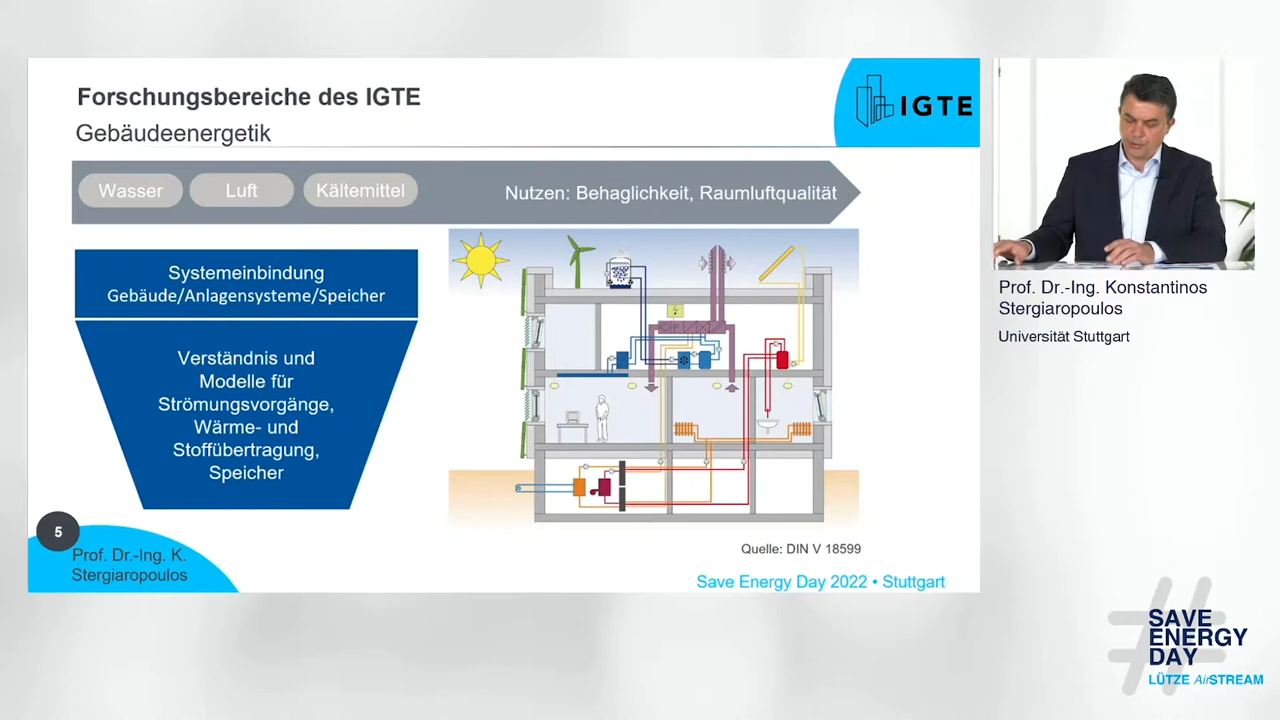 Forschungsbereiche des IGTE
Gebäudeenergetik
IGTE
Wasser
Luft
Kältemittel
Nutzen: Behaglichkeit, Raumluftqualität
Systemeinbindung
Gebäude/Anlagensysteme/Speicher
Verständnis und
Modelle für
Strömungsvorgänge,
Wärme- und
Stoffübertragung,
Speicher
5
Prof. Dr.-Ing. K.
Stergiaropoulos
Quelle: DIN V 18599
Save Energy Day 2022 • Stuttgart
Prof. Dr.-Ing. Konstantinos
Stergiaropoulos
Universität Stuttgart
#
SAVE
ENERGY
DAY
LÜTZE AirSTREAM